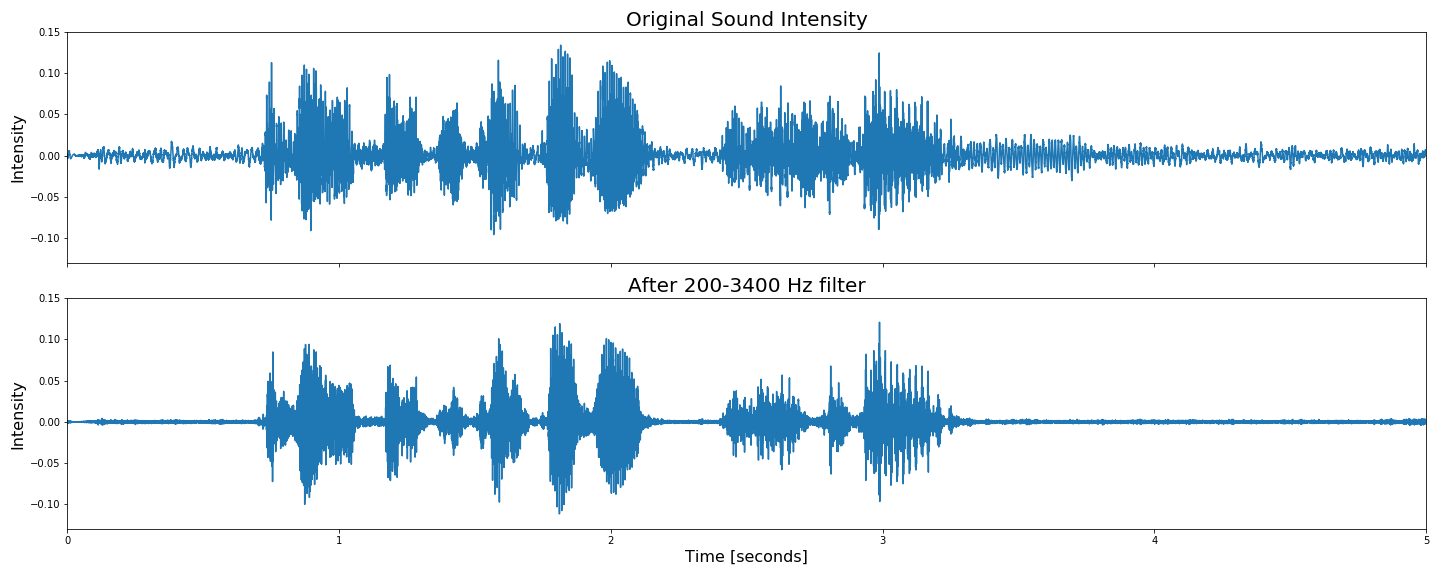 Original Sound Intensity
0.15
0.10
0.05
0.00
−0.05
−0.10
Intensity
After 200-3400 Hz filter
0.15
0.10
0.05
0.00
−0.05
−0.10
Intensity
0 1 2 3 4 5
Time [seconds]